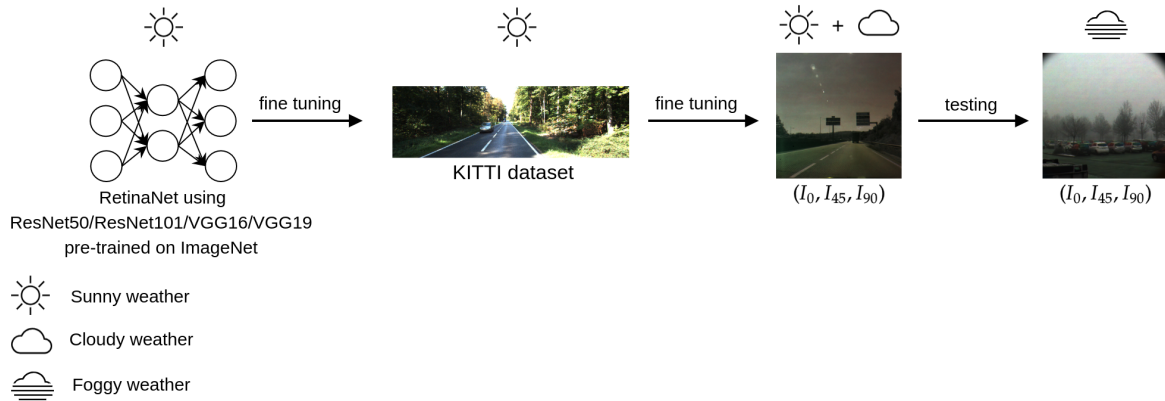 fine tuning
fine tuning
+
testing
KITTI dataset
(I₀, I₄₅, I₉₀)
(I₀, I₄₅, I₉₀)
RetinaNet using
ResNet50/ResNet101/VGG16/VGG19
pre-trained on ImageNet
Sunny weather
Cloudy weather
Foggy weather